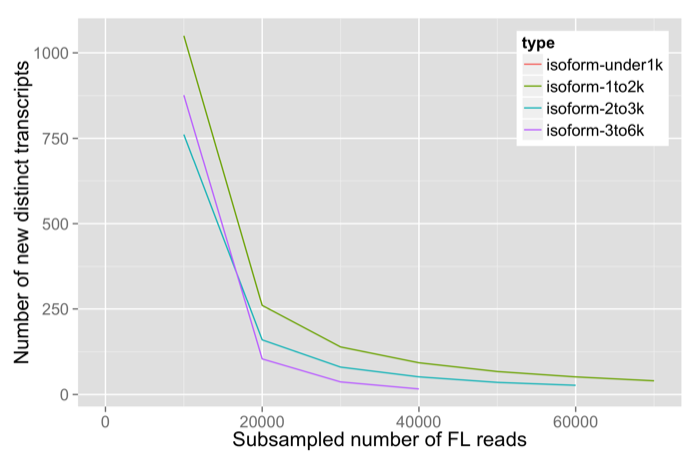 Number of new distinct transcripts
1000
750
500
250
0
0
20000
40000
60000
Subsampled number of FL reads
type
isoform-under1k
isoform-1to2k
isoform-2to3k
isoform-3to6k